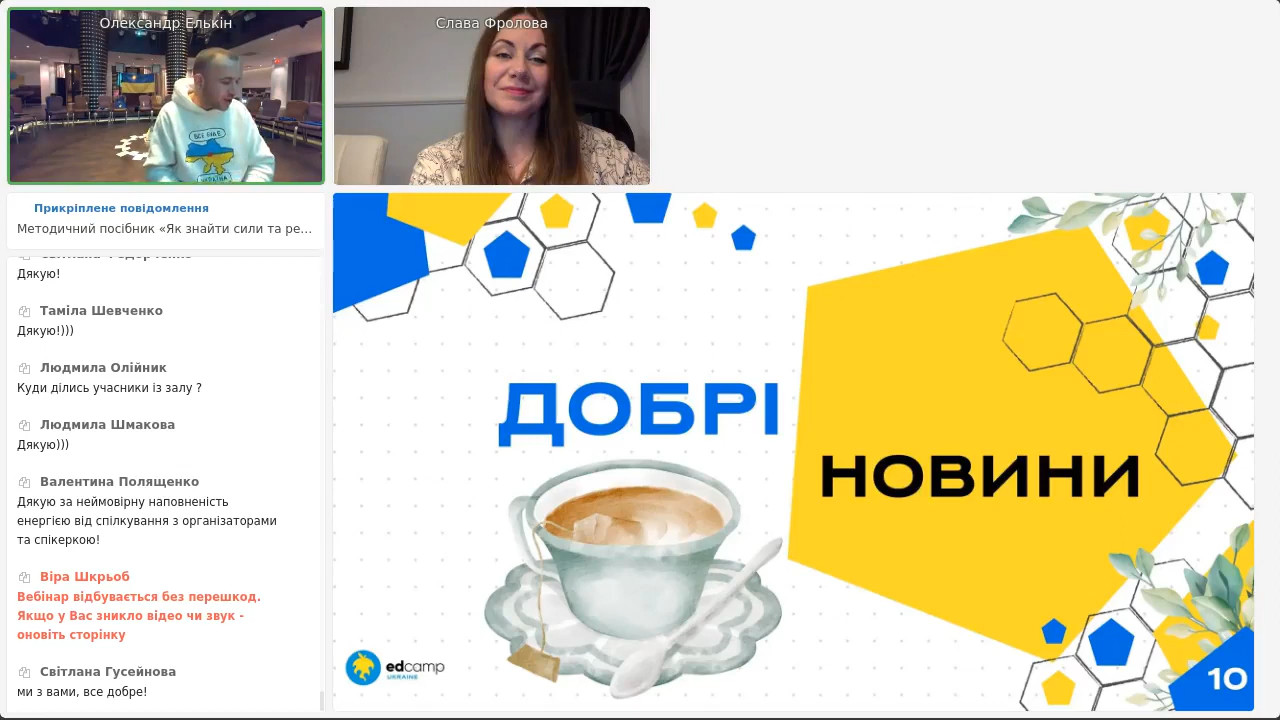 Олександр Елькін
Слава Фролова
Прикріплене повідомлення
Методичний посібник «Як знайти сили та ре...
Дякую!
Таміла Шевченко
Дякую!)))
Людмила Олійник
Куди ділись учасники із залу ?
Людмила Шмакова
Дякую)))
Валентина Полященко
Дякую за неймовірну наповненість
енергією від спілкування з організаторами
та спікеркою!
Віра Шкрьоб
Вебінар відбувається без перешкод.
Якщо у Вас зникло відео чи звук -
оновіть сторінку
Світлана Гусейнова
ми з вами, все добре!
ВСЕ БУДЕ
УКРАЇНА
ДОБРІ
НОВИНИ
edcamp
UKRAINE
10